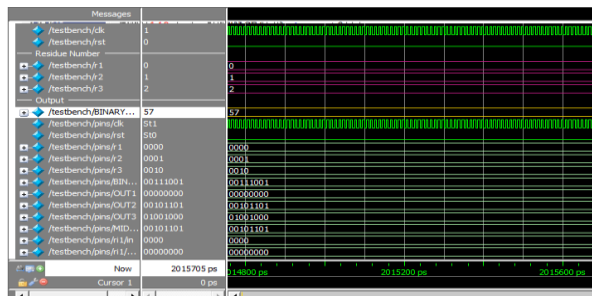 Messages
/testbench/clk 1
/testbench/rst 0
Residue Number
/testbench/r1 0 0
/testbench/r2 1 1
/testbench/r3 2 2
Output
/testbench/BINARY... 57 57
/testbench/pins/clk St1
/testbench/pins/rst St0
/testbench/pins/r1 0000 0000
/testbench/pins/r2 0001 0001
/testbench/pins/r3 0010 0010
/testbench/pins/BIN... 00111001 00111001
/testbench/pins/OUT1 00000000 00000000
/testbench/pins/OUT2 00101101 00101101
/testbench/pins/OUT3 01001000 01001000
/testbench/pins/MID... 00101101 00101101
/testbench/pins/ri1/in 0000 0000
/testbench/pins/ri1/... 00000000 00000000
Now 2015705 ps 2014800 ps 2015200 ps 2015600 ps
Cursor 1 0 ps